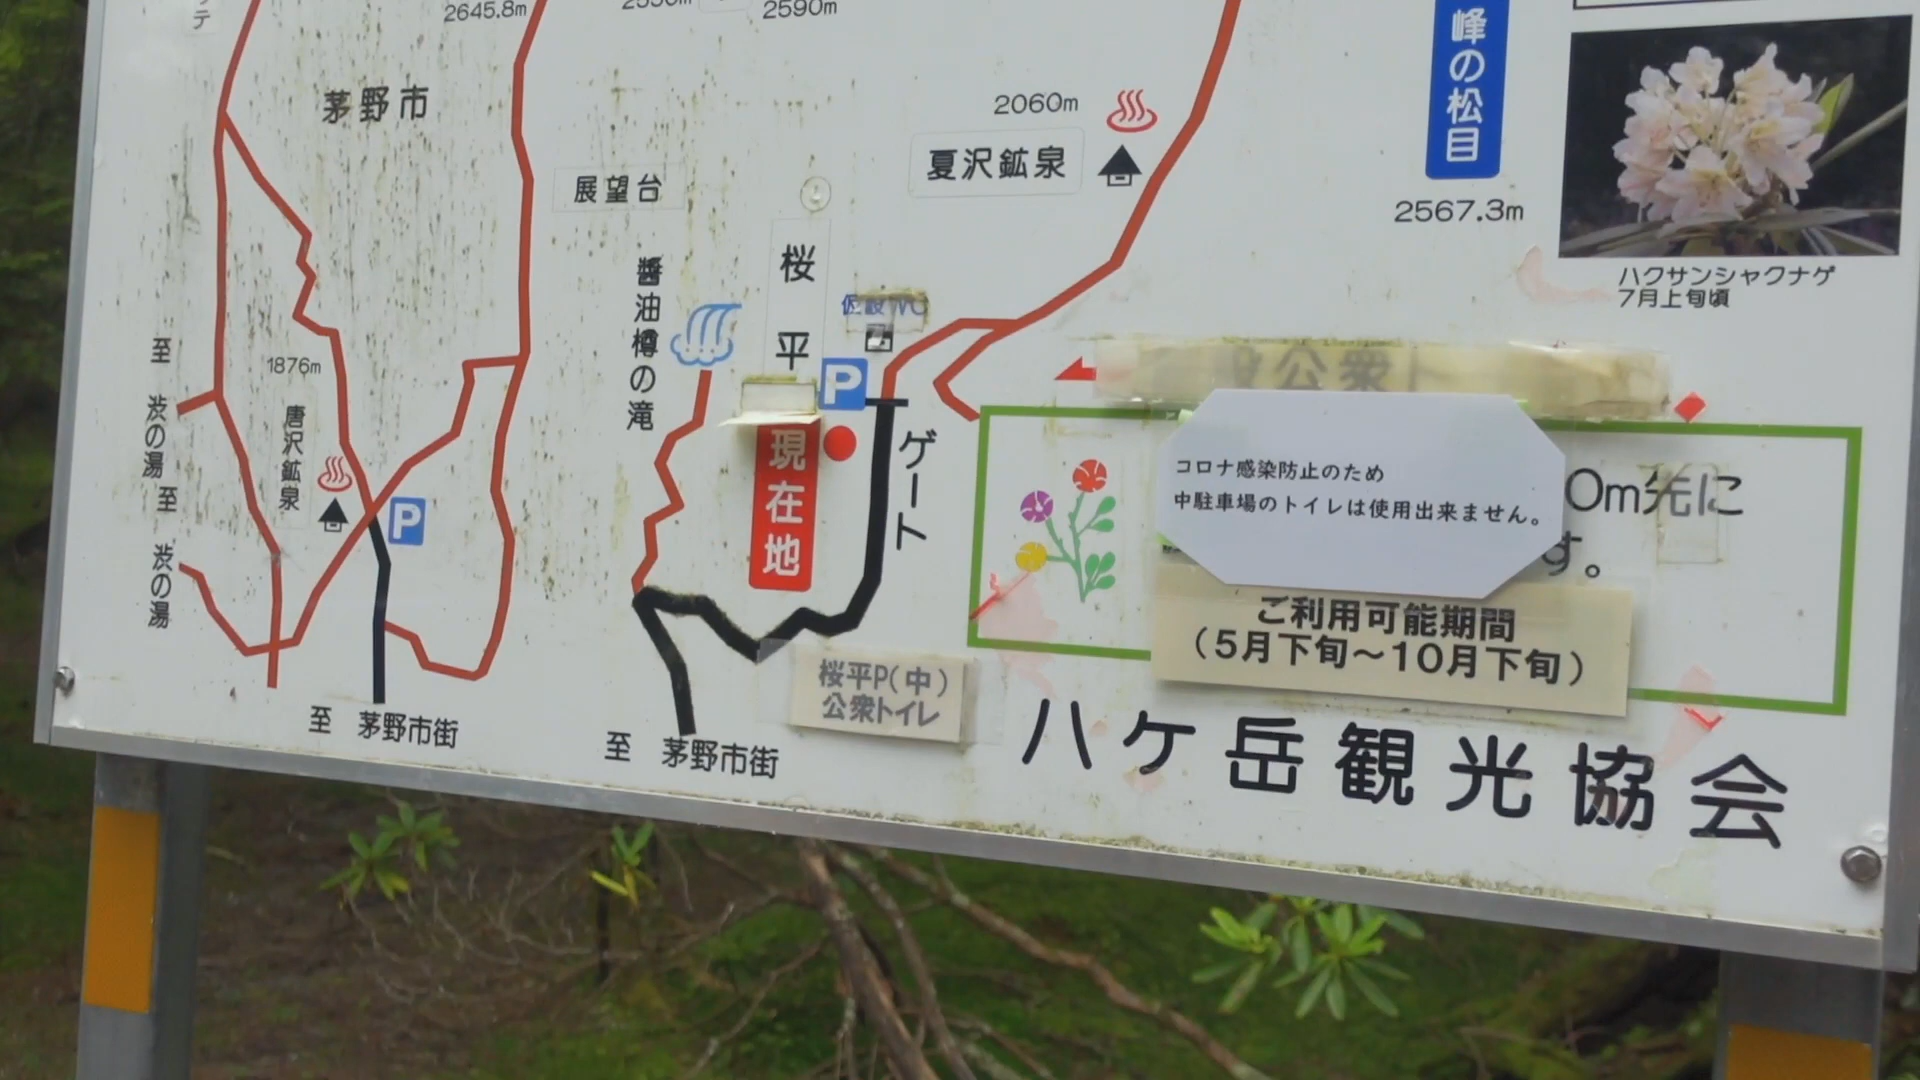 2645.8m
2590m
茅野市
2060m
夏沢鉱泉
峰の松目
2567.3m
ハクサンシャクナゲ
7月上旬頃
展望台
醤油樽の滝
桜平
仮設WC
P
現在地
ゲート
1876m
唐沢鉱泉
P
至 渋の湯
至 渋の湯
公衆ト
コロナ感染防止のため
中駐車場のトイレは使用出来ません。
0m先に
す。
ご利用可能期間
(5月下旬～10月下旬)
桜平P(中)
公衆トイレ
至 茅野市街
至 茅野市街
八ケ岳観光協会